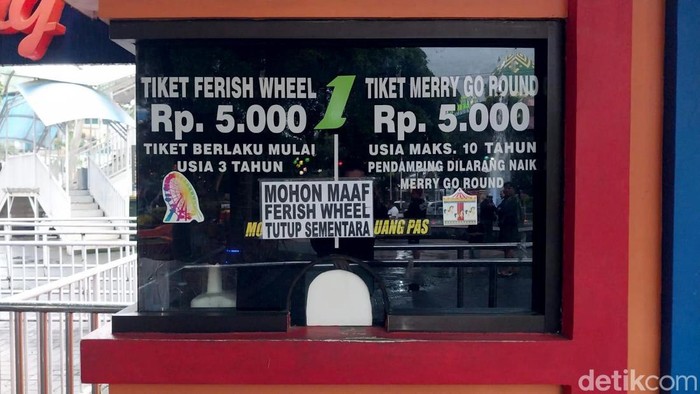 TIKET FERISH WHEEL
Rp. 5.000
TIKET BERLAKU MULAI
USIA 3 TAHUN
1
TIKET MERRY GO ROUND
Rp. 5.000
USIA MAKS. 10 TAHUN
PENDAMPING DILARANG NAIK
MERRY GO ROUND
MOHON MAAF
FERISH WHEEL
TUTUP SEMENTARA
UANG PAS
detikcom